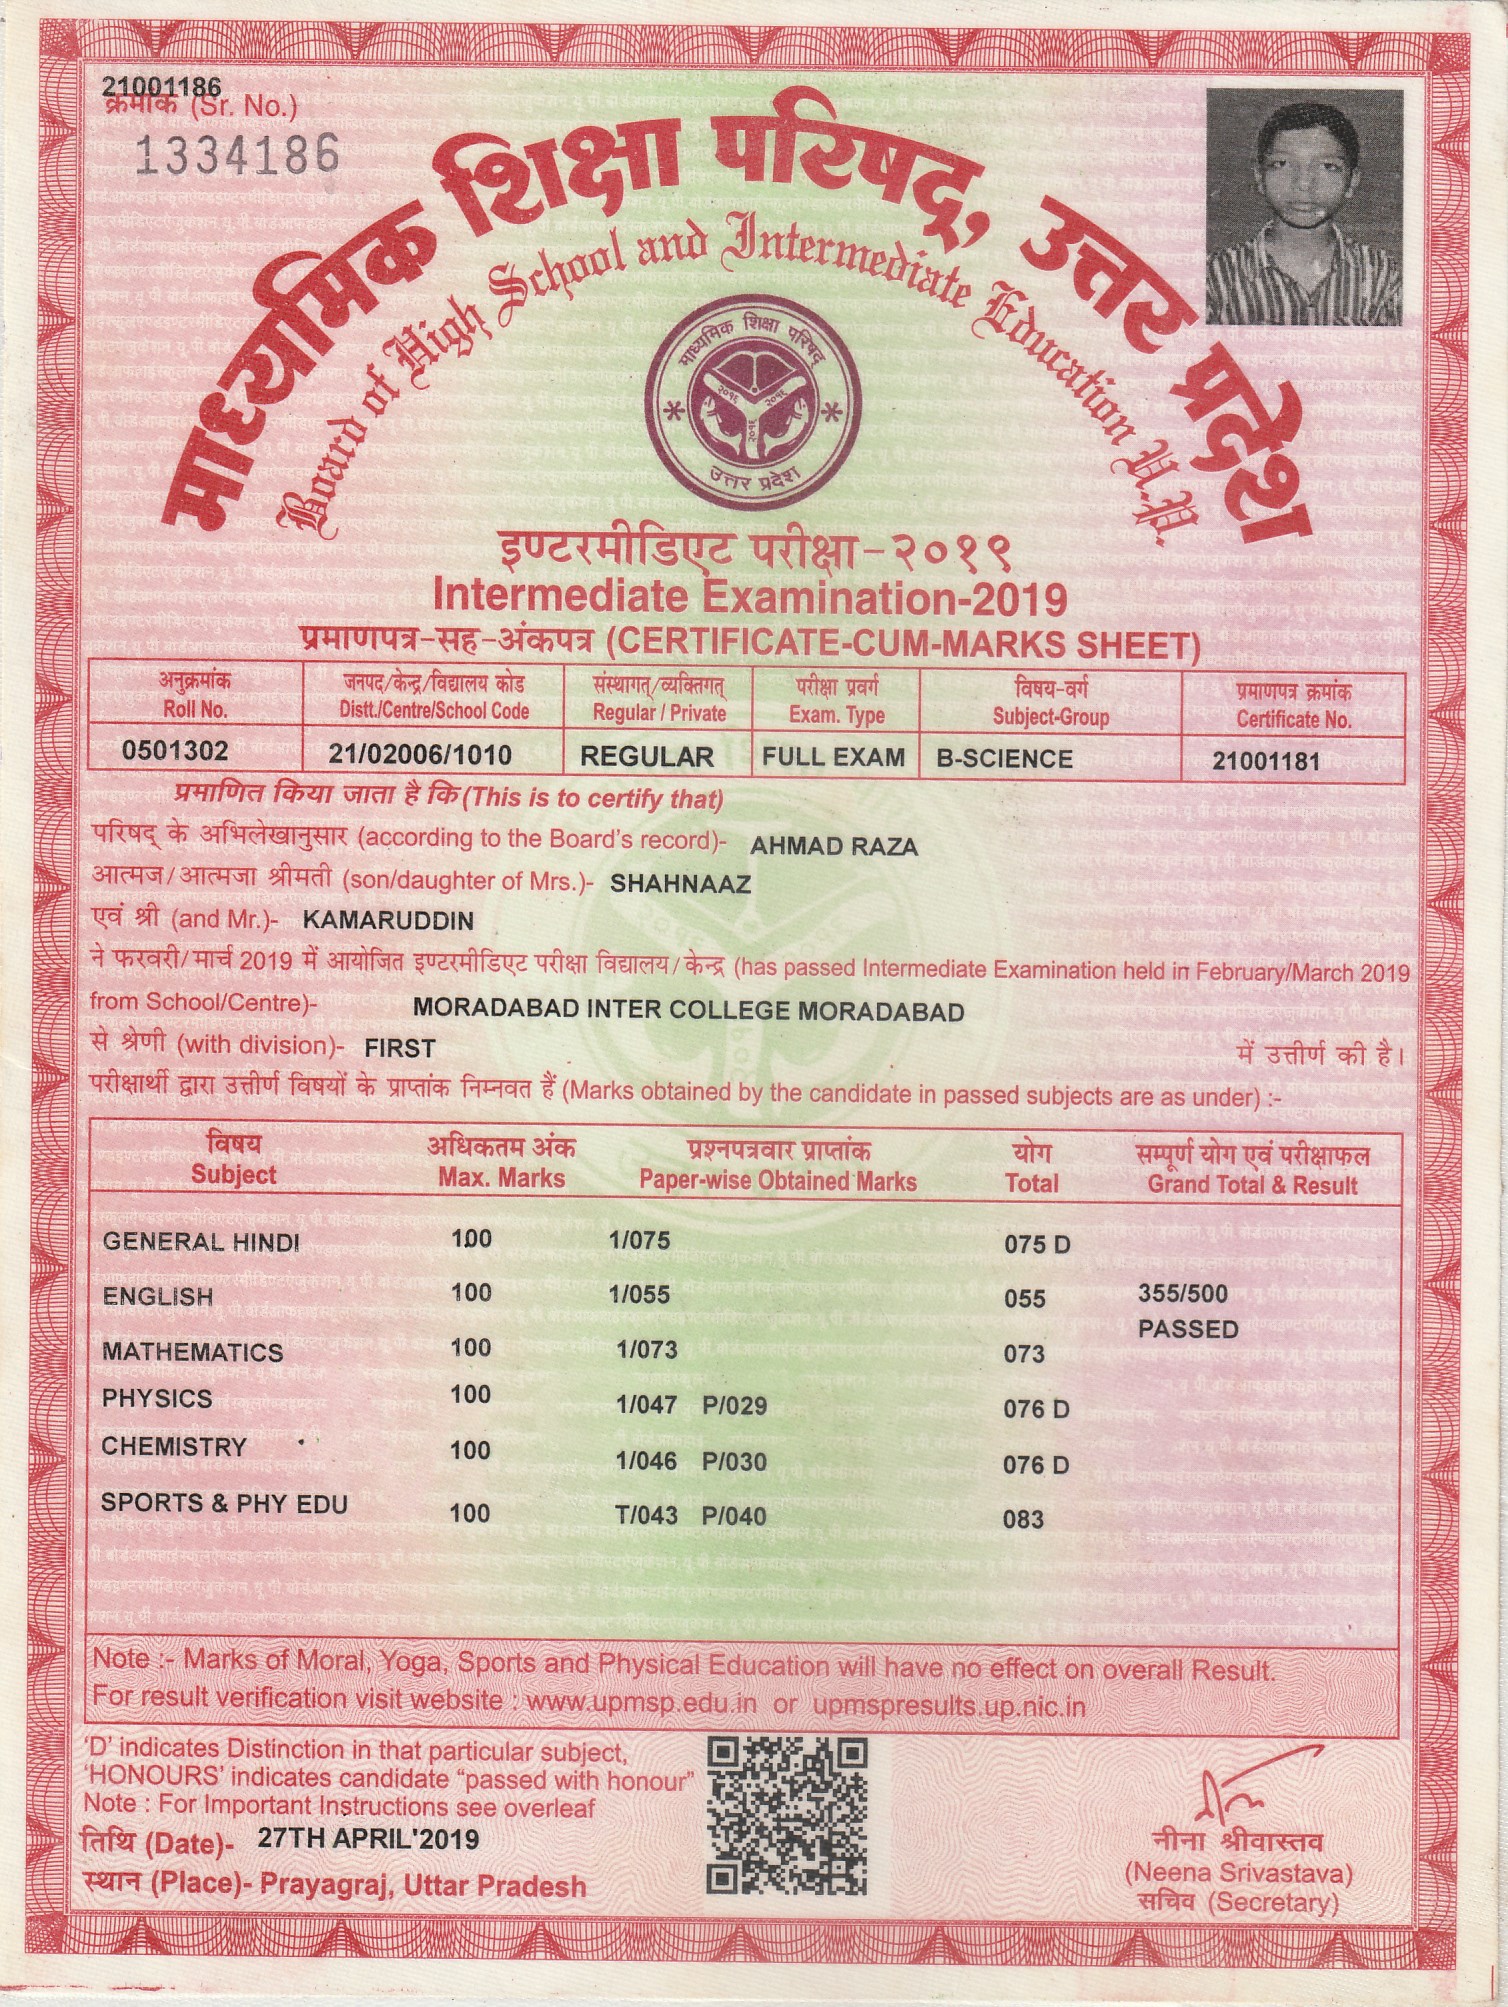 21001186
क्रमांक (Sr. No.)
1334186
माध्यमिक शिक्षा परिषद्, उत्तर प्रदेश
Board of High School and Intermediate Education U.P.
माध्यमिक शिक्षा परिषद्
उत्तर प्रदेश
इण्टरमीडिएट परीक्षा-२०१९
Intermediate Examination-2019
प्रमाणपत्र-सह-अंकपत्र (CERTIFICATE-CUM-MARKS SHEET)
अनुक्रमांक जनपद/केन्द्र/विद्यालय कोड संस्थागत्/व्यक्तिगत् परीक्षा प्रवर्ग विषय-वर्ग प्रमाणपत्र क्रमांक
Roll No. Distt./Centre/School Code Regular / Private Exam. Type Subject-Group Certificate No.
0501302 21/02006/1010 REGULAR FULL EXAM B-SCIENCE 21001181
प्रमाणित किया जाता है कि (This is to certify that)
परिषद् के अभिलेखानुसार (according to the Board's record)- AHMAD RAZA
आत्मज/आत्मजा श्रीमती (son/daughter of Mrs.)- SHAHNAAZ
एवं श्री (and Mr.)- KAMARUDDIN
ने फरवरी/मार्च 2019 में आयोजित इण्टरमीडिएट परीक्षा विद्यालय/केन्द्र (has passed Intermediate Examination held in February/March 2019
from School/Centre)- MORADABAD INTER COLLEGE MORADABAD
से श्रेणी (with division)- FIRST में उत्तीर्ण की है।
परीक्षार्थी द्वारा उत्तीर्ण विषयों के प्राप्तांक निम्नवत हैं (Marks obtained by the candidate in passed subjects are as under) :-
विषय अधिकतम अंक प्रश्नपत्रवार प्राप्तांक योग सम्पूर्ण योग एवं परीक्षाफल
Subject Max. Marks Paper-wise Obtained Marks Total Grand Total & Result
GENERAL HINDI 100 1/075 075 D
ENGLISH 100 1/055 055 355/500
PASSED
MATHEMATICS 100 1/073 073
PHYSICS 100 1/047 P/029 076 D
CHEMISTRY 100 1/046 P/030 076 D
SPORTS & PHY EDU 100 T/043 P/040 083
Note :- Marks of Moral, Yoga, Sports and Physical Education will have no effect on overall Result.
For result verification visit website : www.upmsp.edu.in or upmspresults.up.nic.in
'D' indicates Distinction in that particular subject,
'HONOURS' indicates candidate "passed with honour"
Note : For Important Instructions see overleaf
तिथि (Date)- 27TH APRIL'2019
स्थान (Place)- Prayagraj, Uttar Pradesh
नीना श्रीवास्तव
(Neena Srivastava)
सचिव (Secretary)